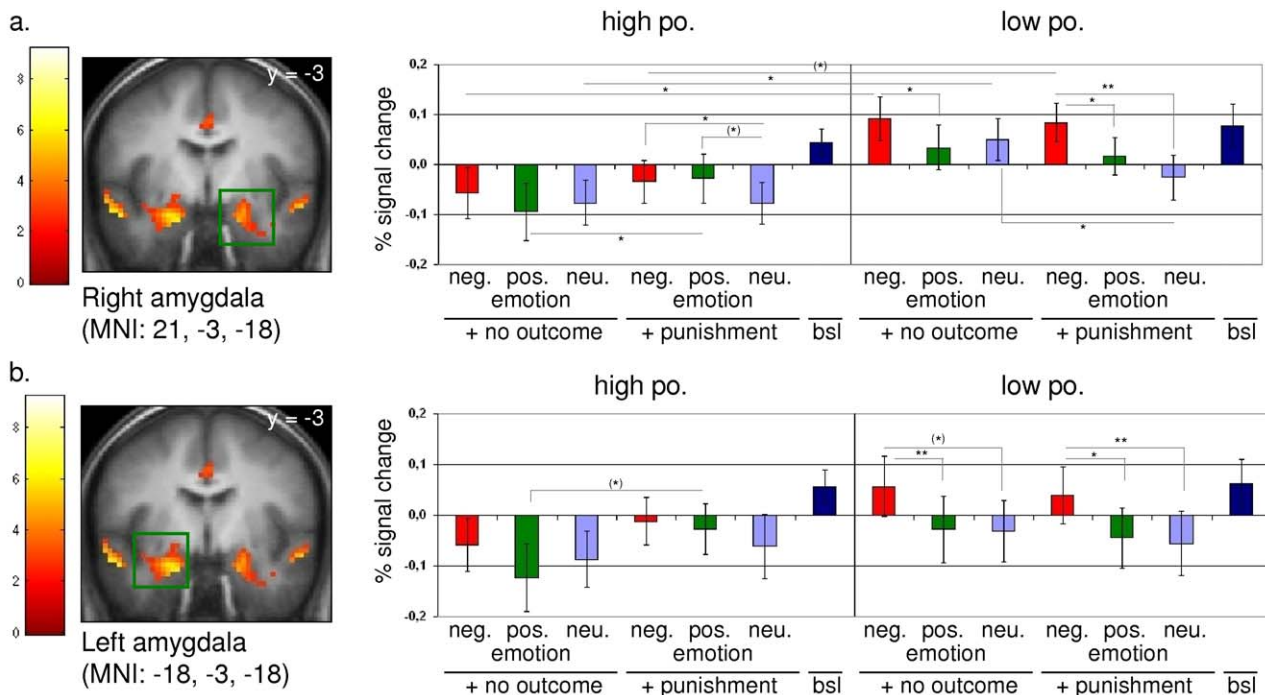 a.
high po.
low po.
8
6
4
2
0
y = -3
Right amygdala
(MNI: 21, -3, -18)
% signal change
0,2
0,1
0,0
-0,1
-0,2
(*)
*
*
*
**
*
*
(*)
*
*
neg. pos. neu. neg. pos. neu. neg. pos. neu. neg. pos. neu.
emotion emotion emotion emotion
+ no outcome + punishment bsl + no outcome + punishment bsl
b.
high po.
low po.
8
6
4
2
0
y = -3
Left amygdala
(MNI: -18, -3, -18)
% signal change
0,2
0,1
0,0
-0,1
-0,2
(*)
**
(*)
**
*
neg. pos. neu. neg. pos. neu. neg. pos. neu. neg. pos. neu.
emotion emotion emotion emotion
+ no outcome + punishment bsl + no outcome + punishment bsl